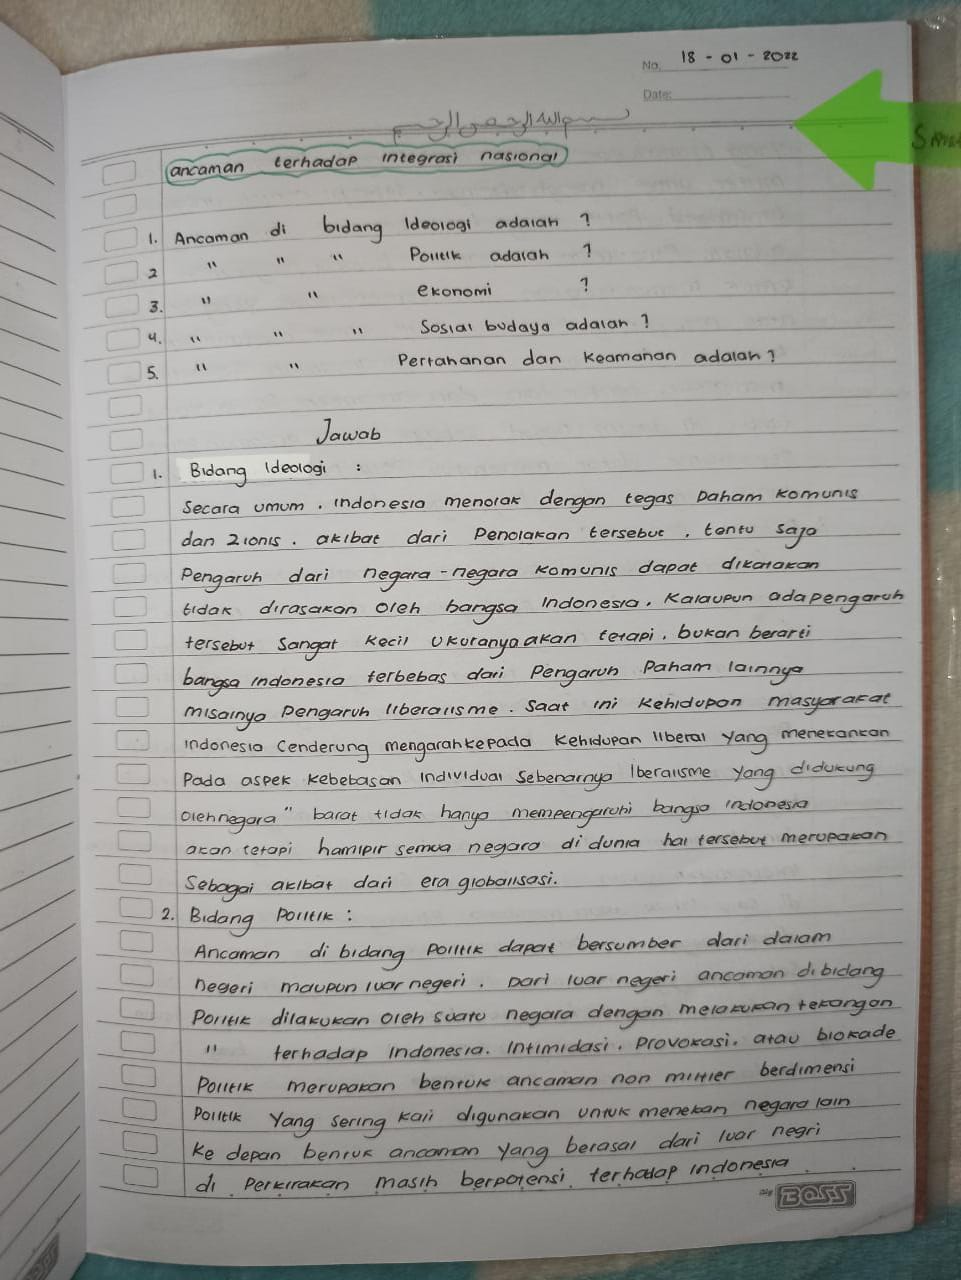 No. 18 - 01 - 2022
Date:
بسم الله الرحمن الرحيم
ancaman terhadap integrasi nasional
1. Ancaman di bidang Ideologi adalah ?
2 " " " Politik adalah ?
3. " " ekonomi ?
4. " " " Sosial budaya adalah ?
5. " " Pertahanan dan Keamanan adalah ?
Jawab
1. Bidang Ideologi :
Secara umum, Indonesia menolak dengan tegas Paham Komunis
dan Zionis. akibat dari Penolakan tersebut, tentu saja
Pengaruh dari negara-negara Komunis dapat dikatakan
tidak dirasakan Oleh bangsa Indonesia, Kalaupun ada pengaruh
tersebut Sangat Kecil Ukuranya akan tetapi, bukan berarti
bangsa Indonesia terbebas dari Pengaruh Paham lainnya
misalnya Pengaruh liberalisme. Saat ini Kehidupan masyarakat
Indonesia Cenderung mengarah kepada Kehidupan liberal Yang menekankan
Pada aspek Kebebasan Individual Sebenarnya lberalisme Yang didukung
Oleh negara" barat tidak hanya mempengaruhi bangsa Indonesia
akan tetapi hampir semua negara di dunia hal tersebut merupakan
Sebagai akibat dari era globalisasi.
2. Bidang Politik :
Ancaman di bidang Politik dapat bersumber dari dalam
negeri maupun luar negeri. Dari luar negeri ancaman di bidang
Politik dilakukan Oleh suatu negara dengan melakukan tekangan
" terhadap Indonesia. Intimidasi, Provokasi, atau blokade
Politik merupakan bentuk ancaman non militer berdimensi
Politik Yang sering Kali digunakan untuk menekan negara lain
Ke depan bentuk ancaman Yang berasal dari luar negri
di Perkirakan masih berpotensi terhadap Indonesia.
BOSS